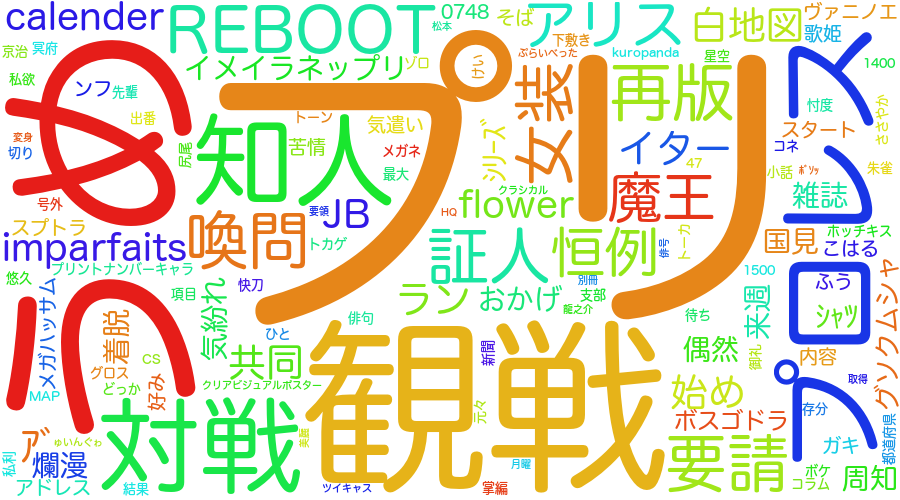 calender
REBOOT
アリス
0748
そば
白地図
ヴァニノエ
歌姫
京治
冥府
松本
下敷き
ぷらいべった
kuropanda
星空
1400
私欲
ンフ
先輩
イメイラネップリ
ゾロ
けい
プリ
女装
再版
プロレス
忖度
ささやか
出番
変身
切り
尻尾
知人
トーン
苦情
気遣い
メガネ
最大
シリーズ
イター
47
スタート
コネ
小話
ボソッ
朱雀
号外
スプトラ
imparfaits
喚問
要領
JB
トカゲ
HQ
クラシカル
flower
魔王
雑誌
証人
恒例
俳号
トーカ
国見
ホッチキス
こはる
悠久
プリントナンバーキャラ
メガハッサム
項目
気紛れ
快刀
ラン
おかげ
別冊
支部
龍之介
1500
来週
ふう
シャツ
グソクムシャ
着脱
CS
グロス
どっか
好み
MAP
ひと
俳句
新聞
共同
クリアビジュアルポスター
観戦
元々
待ち
偶然
御礼
内容
取得
始め
ボスゴドラ
存分
ガキ
都道府県
対戦
ア゙
ゅいんぐゎ
爛漫
私利
アドレス
結果
ツイキャス
月曜
掌編
要請
ボケ
コラム
周知